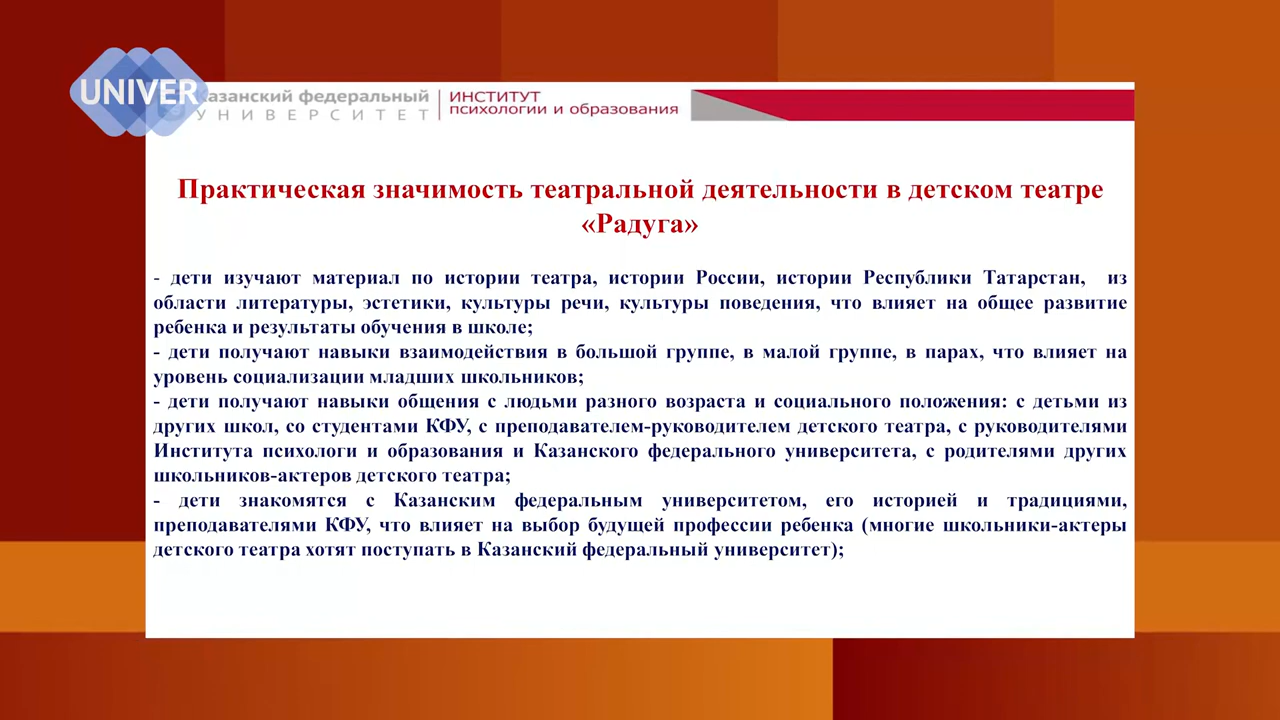 UNIVER
Казанский федеральный
УНИВЕРСИТЕТ
ИНСТИТУТ
психологии и образования
Практическая значимость театральной деятельности в детском театре
«Радуга»
- дети изучают материал по истории театра, истории России, истории Республики Татарстан, из
области литературы, эстетики, культуры речи, культуры поведения, что влияет на общее развитие
ребенка и результаты обучения в школе;
- дети получают навыки взаимодействия в большой группе, в малой группе, в парах, что влияет на
уровень социализации младших школьников;
- дети получают навыки общения с людьми разного возраста и социального положения: с детьми из
других школ, со студентами КФУ, с преподавателем-руководителем детского театра, с руководителями
Института психологи и образования и Казанского федерального университета, с родителями других
школьников-актеров детского театра;
- дети знакомятся с Казанским федеральным университетом, его историей и традициями,
преподавателями КФУ, что влияет на выбор будущей профессии ребенка (многие школьники-актеры
детского театра хотят поступать в Казанский федеральный университет);